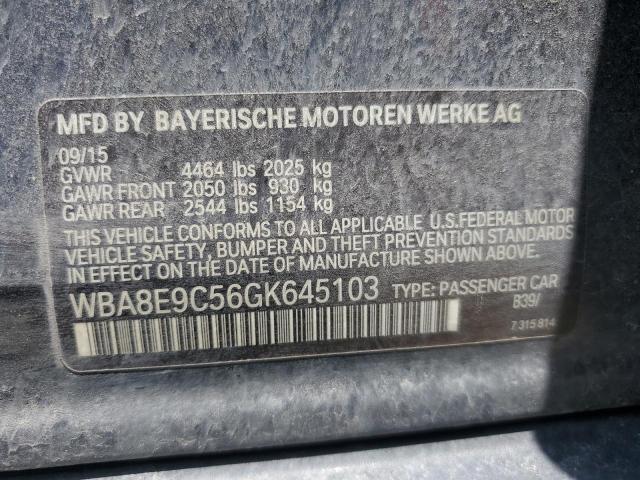 MFD BY BAYERISCHE MOTOREN WERKE AG
09/15
GVWR 4464 lbs 2025 kg
GAWR FRONT 2050 lbs 930 kg
GAWR REAR 2544 lbs 1154 kg
THIS VEHICLE CONFORMS TO ALL APPLICABLE U.S.FEDERAL MOTOR
VEHICLE SAFETY, BUMPER AND THEFT PREVENTION STANDARDS
IN EFFECT ON THE DATE OF MANUFACTURE SHOWN ABOVE.
WBA8E9C56GK645103 TYPE: PASSENGER CAR
B39/
7 315 814